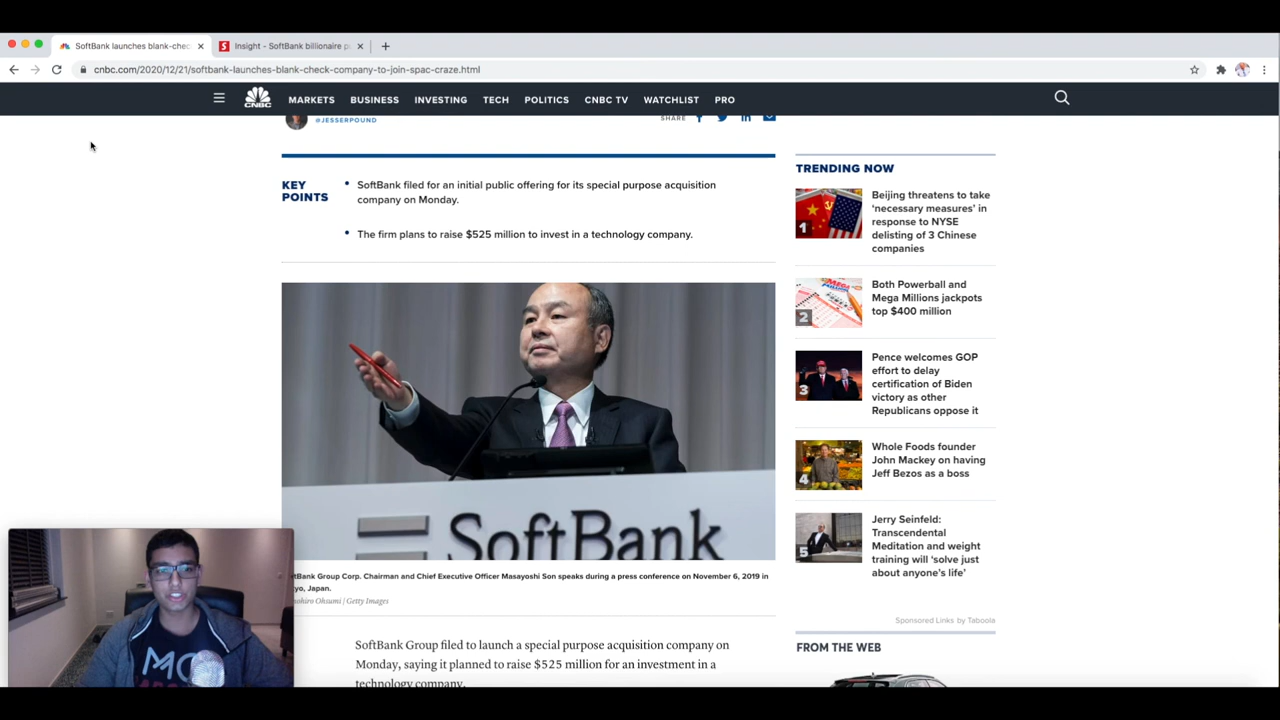 SoftBank launches blank-chec
Insight - SoftBank billionaire p
cnbc.com/2020/12/21/softbank-launches-blank-check-company-to-join-spac-craze.html
CNBC
MARKETS BUSINESS INVESTING TECH POLITICS CNBC TV WATCHLIST PRO
@JESSERPOUND
SHARE
KEY
POINTS
SoftBank filed for an initial public offering for its special purpose acquisition
company on Monday.
The firm plans to raise $525 million to invest in a technology company.
SoftBank
tBank Group Corp. Chairman and Chief Executive Officer Masayoshi Son speaks during a press conference on November 6, 2019 in
yo, Japan.
ohiro Ohsumi | Getty Images
SoftBank Group filed to launch a special purpose acquisition company on
Monday, saying it planned to raise $525 million for an investment in a
technology company.
TRENDING NOW
1
Beijing threatens to take
‘necessary measures’ in
response to NYSE
delisting of 3 Chinese
companies
2
Both Powerball and
Mega Millions jackpots
top $400 million
3
Pence welcomes GOP
effort to delay
certification of Biden
victory as other
Republicans oppose it
4
Whole Foods founder
John Mackey on having
Jeff Bezos as a boss
5
Jerry Seinfeld:
Transcendental
Meditation and weight
training will ‘solve just
about anyone’s life’
Sponsored Links by Taboola
FROM THE WEB